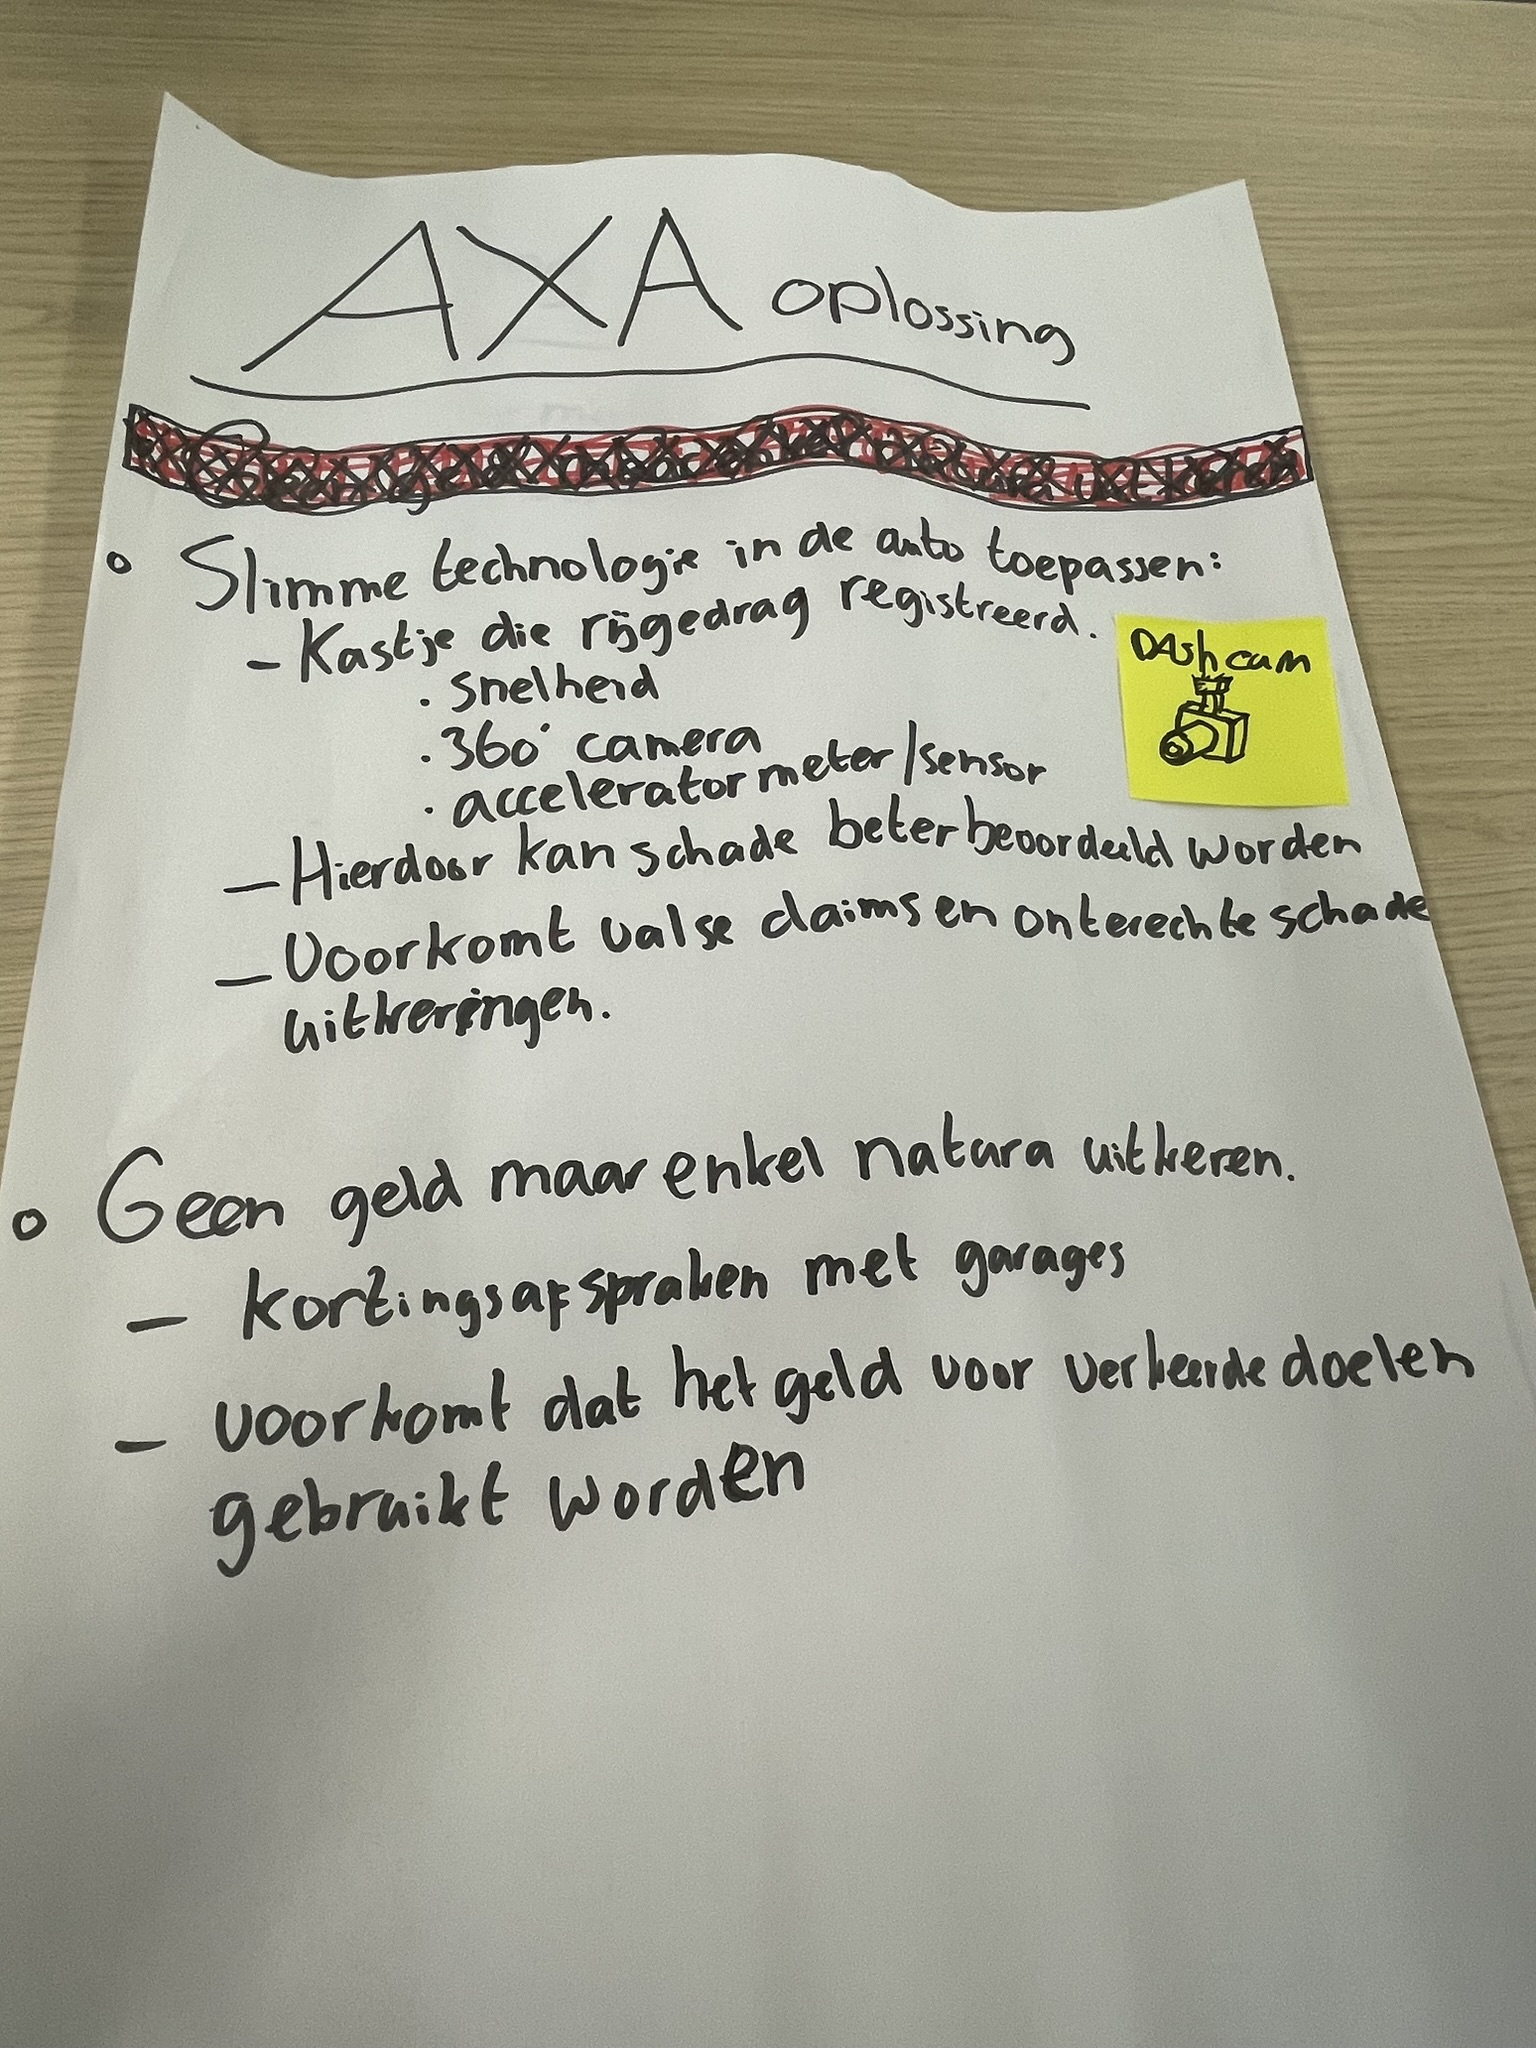 AXA oplossing
Slimme technologie in de auto toepassen:
- Kastje die rijgedrag registreerd.
DAsh cam
. snelheid
. 360° camera
. accelerator meter/sensor
- Hierdoor kan schade beter beoordeeld worden
- Voorkomt valse claims en onterechte schade
uitkeringen.
Geen geld maar enkel natura uitkeren.
- kortingsafspraken met garages
- voorkomt dat het geld voor verkeerde doelen
gebruikt worden